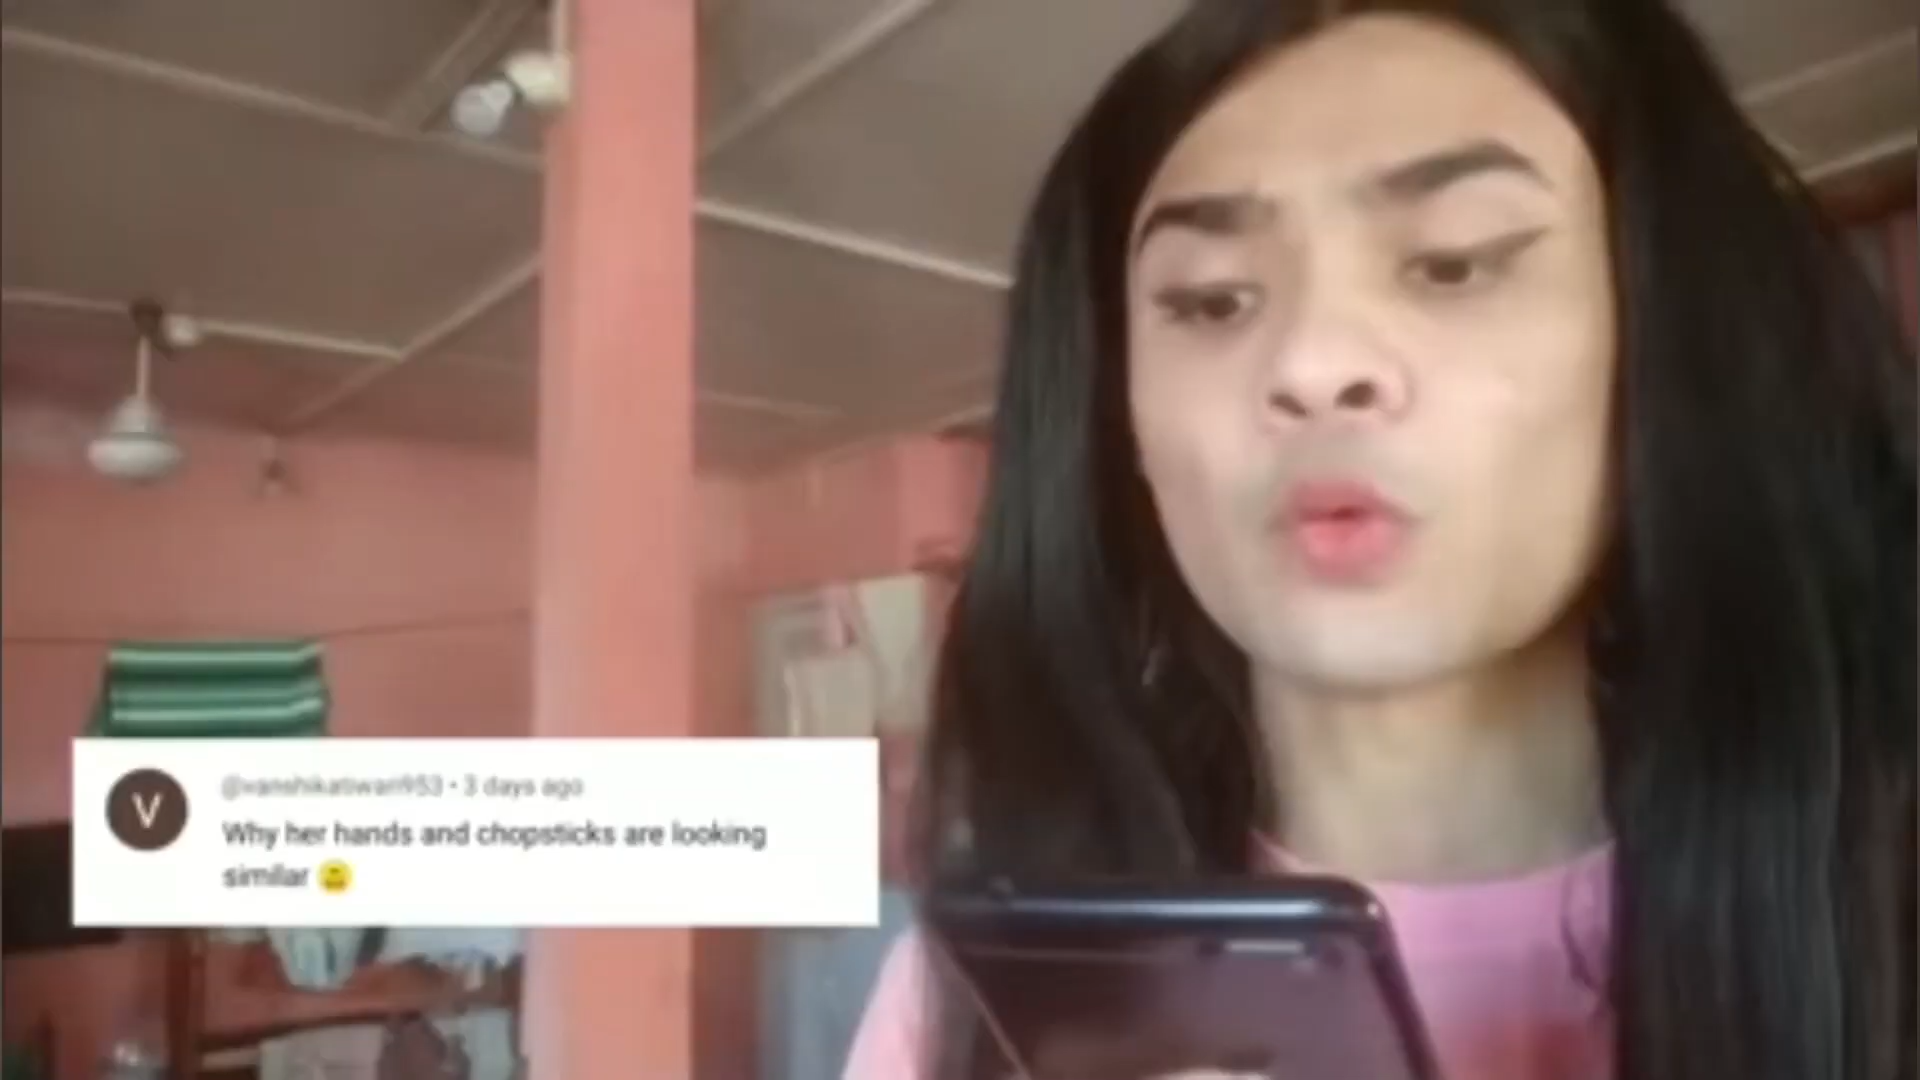 V
@vanshikatiwari953 • 3 days ago
Why her hands and chopsticks are looking
similar